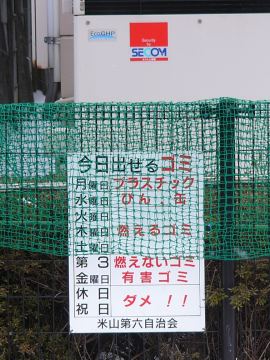 EcoGHP
Security
by
SECOM
今日出せるゴミ
月曜日 プラスチック
水曜日 びん、缶
火曜日
木曜日 燃えるゴミ
土曜日
第3 燃えないゴミ
金曜日 有害ゴミ
休日
祝日 ダメ!!
米山第六自治会